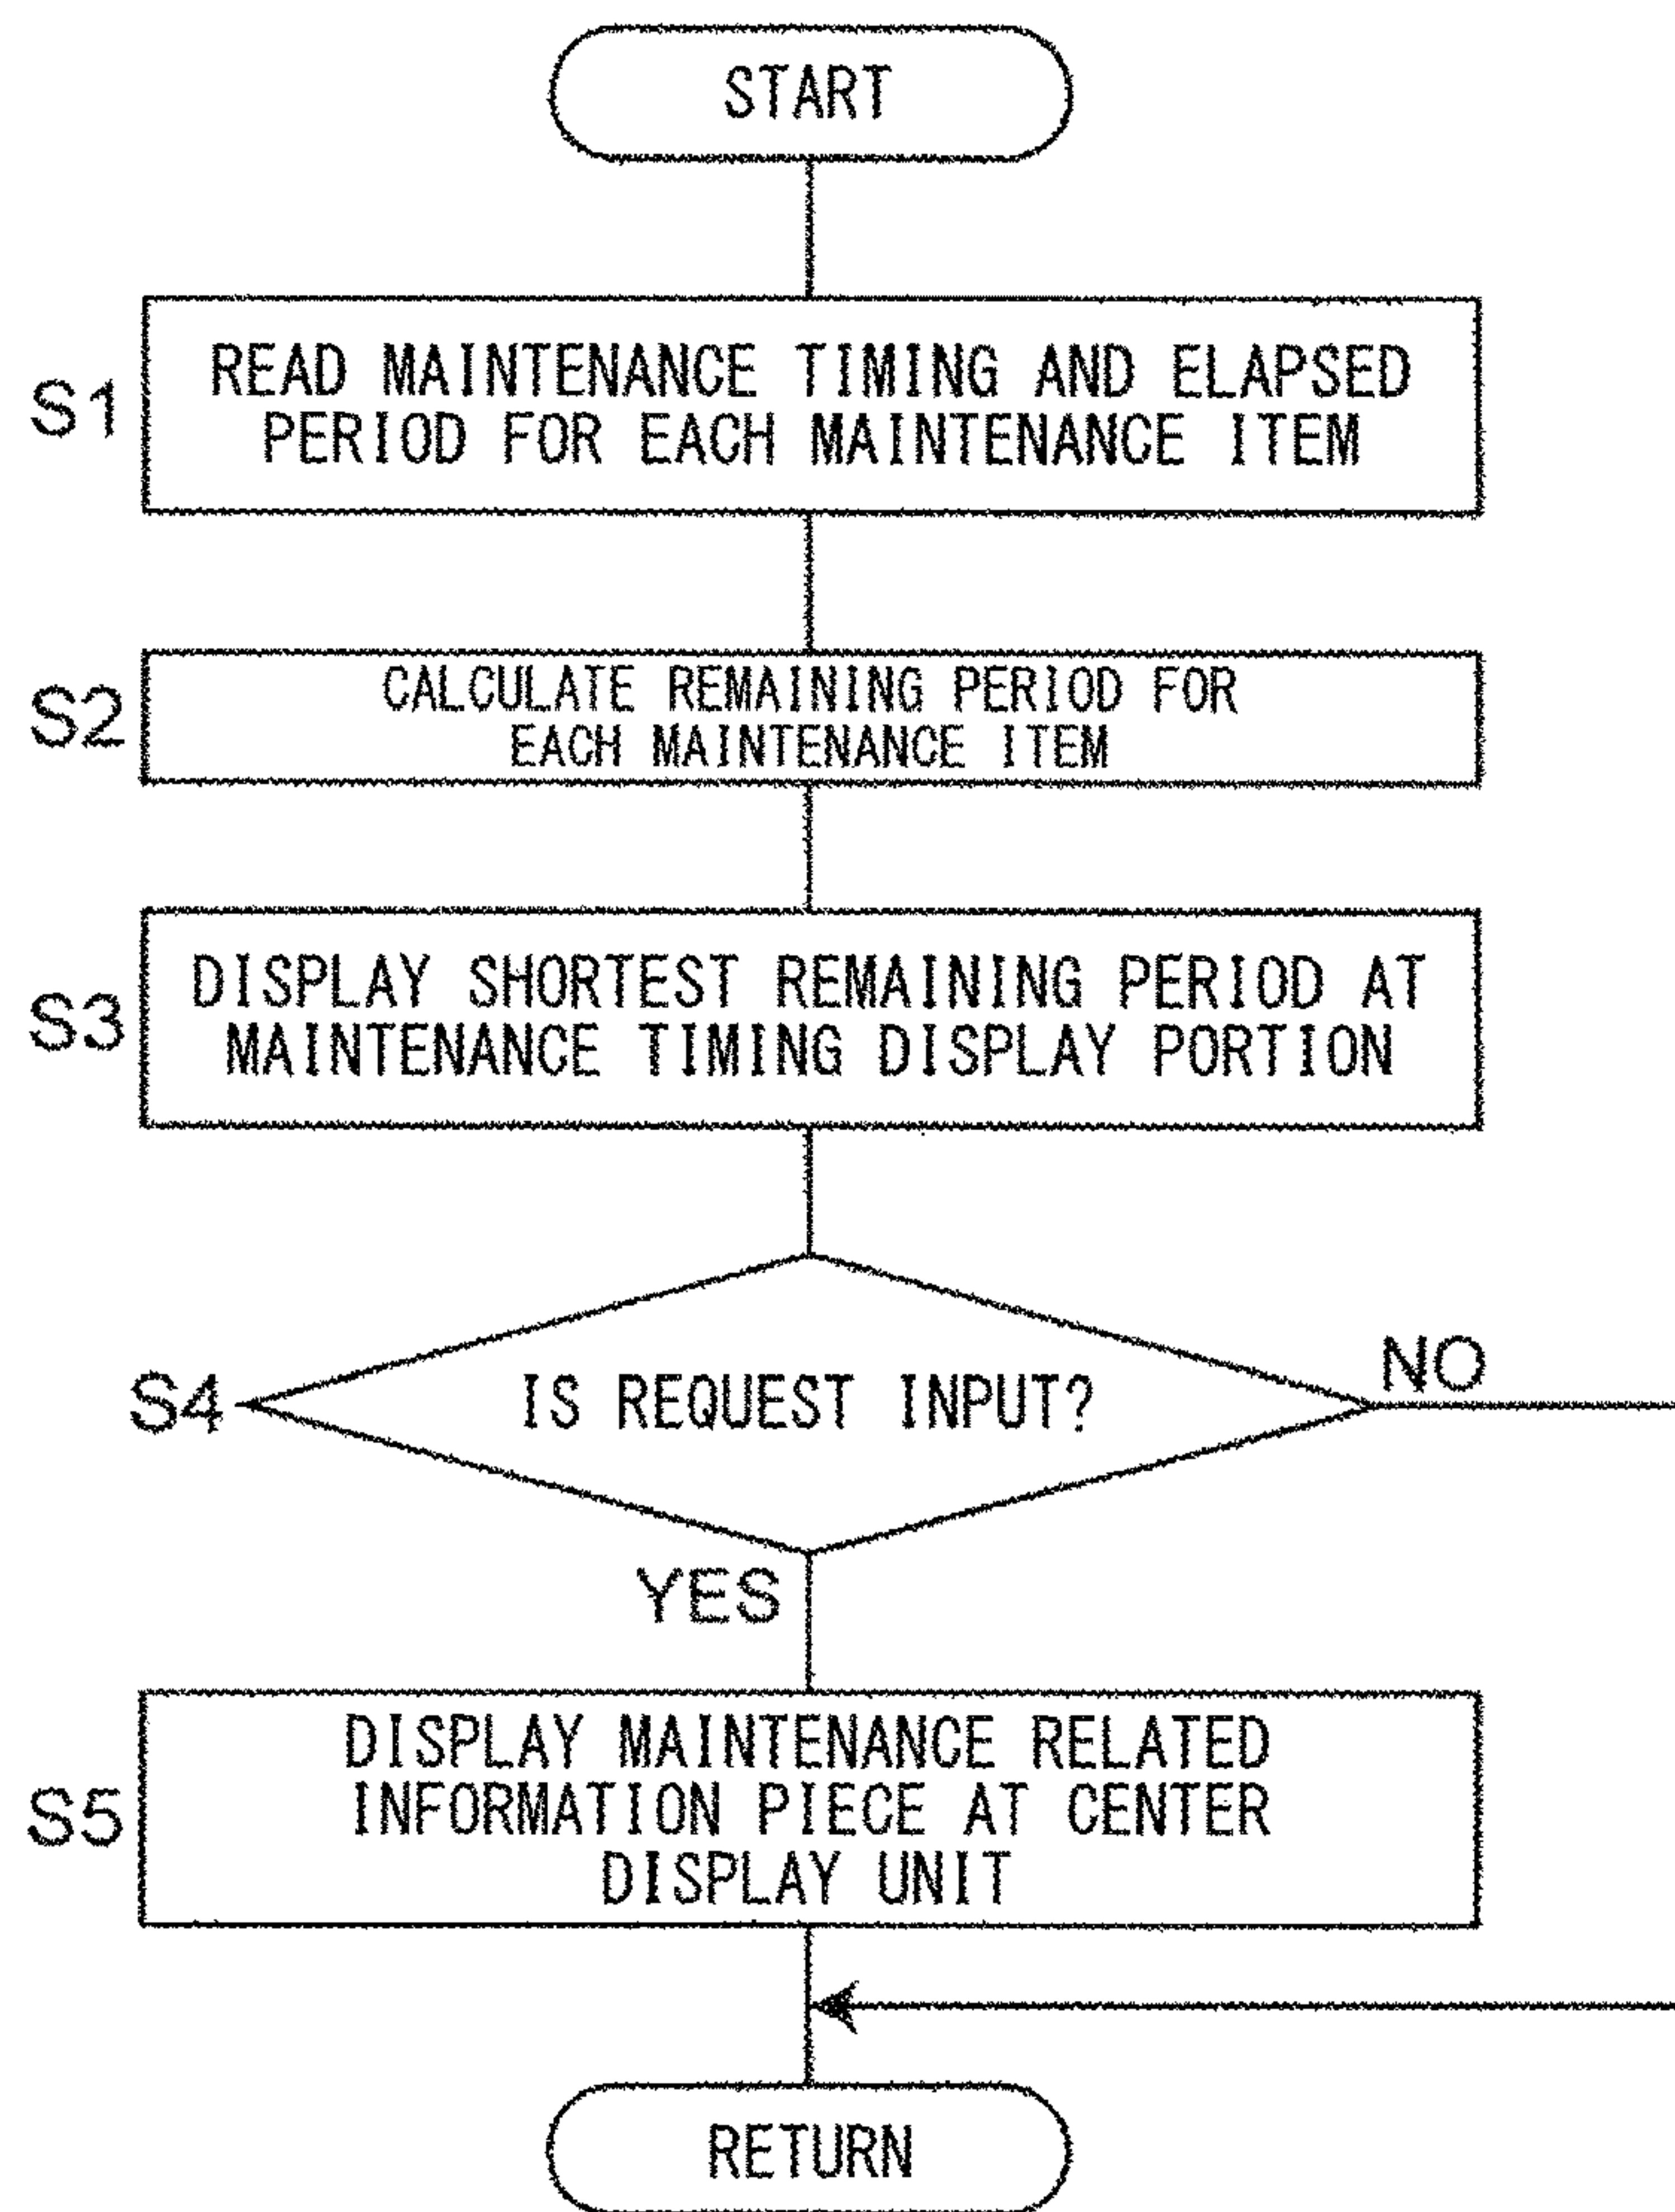 START
S1
READ MAINTENANCE TIMING AND ELAPSED
PERIOD FOR EACH MAINTENANCE ITEM
S2
CALCULATE REMAINING PERIOD FOR
EACH MAINTENANCE ITEM
S3
DISPLAY SHORTEST REMAINING PERIOD AT
MAINTENANCE TIMING DISPLAY PORTION
S4
IS REQUEST INPUT?
NO
YES
S5
DISPLAY MAINTENANCE RELATED
INFORMATION PIECE AT CENTER
DISPLAY UNIT
RETURN